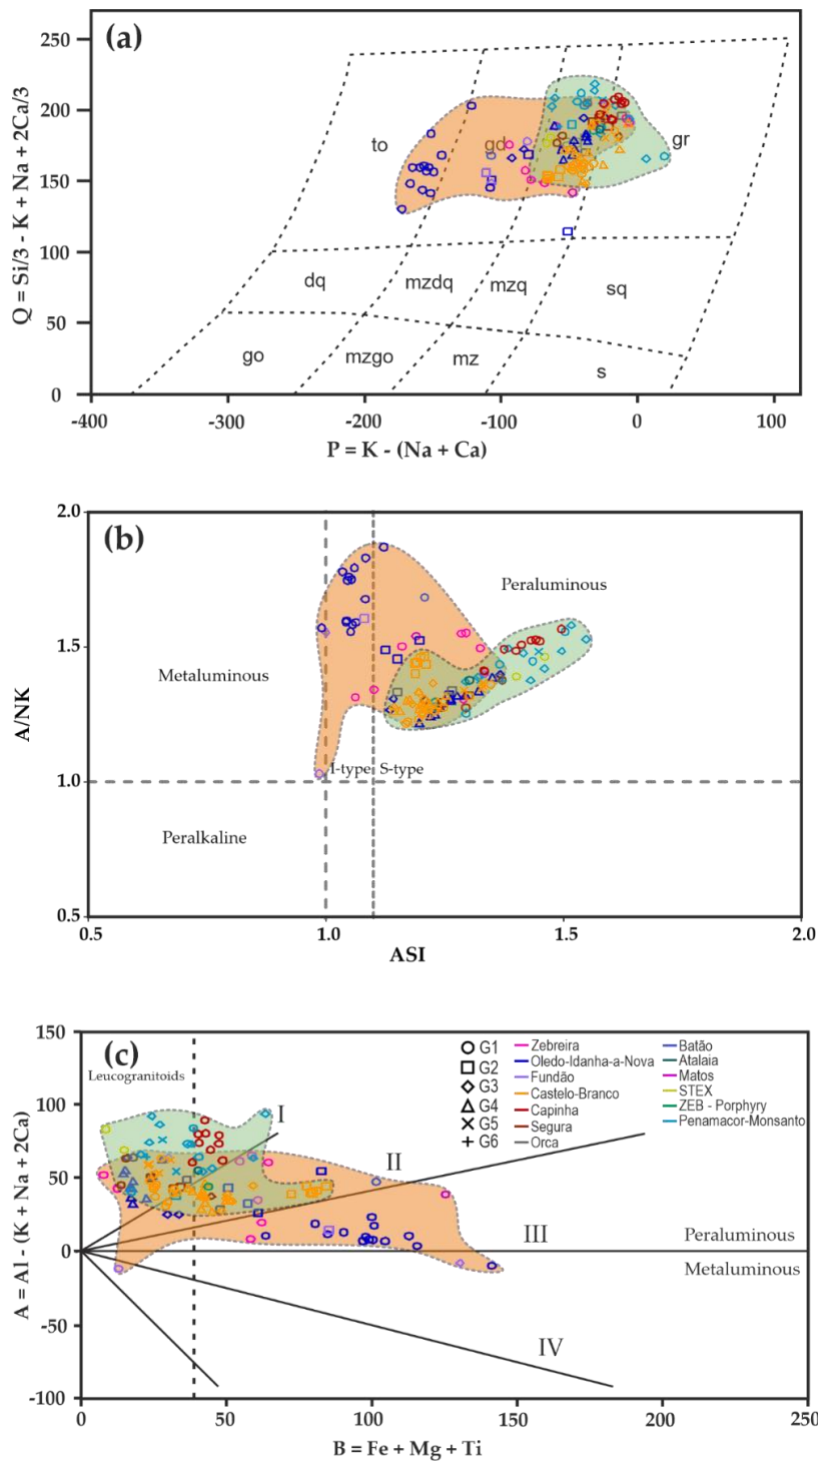 (a)
250
200
150
100
50
0
Q = Si/3 - K + Na + 2Ca/3
to
gd
gr
dq
mzdq
mzq
sq
go
mzgo
mz
s
-400
-300
-200
-100
0
100
P = K - (Na + Ca)
(b)
2.0
1.5
1.0
0.5
A/NK
Peraluminous
Metaluminous
I-type
S-type
Peralkaline
0.5
1.0
1.5
2.0
ASI
(c)
150
100
50
0
-50
-100
A = Al - (K + Na + 2Ca)
Leucogranitoids
I
II
III
IV
G1
G2
G3
G4
G5
G6
Zebreira
Oledo-Idanha-a-Nova
Fundão
Castelo-Branco
Capinha
Segura
Orca
Batão
Atalaia
Matos
STEX
ZEB - Porphyry
Penamacor-Monsanto
Peraluminous
Metaluminous
0
50
100
150
200
250
B = Fe + Mg + Ti